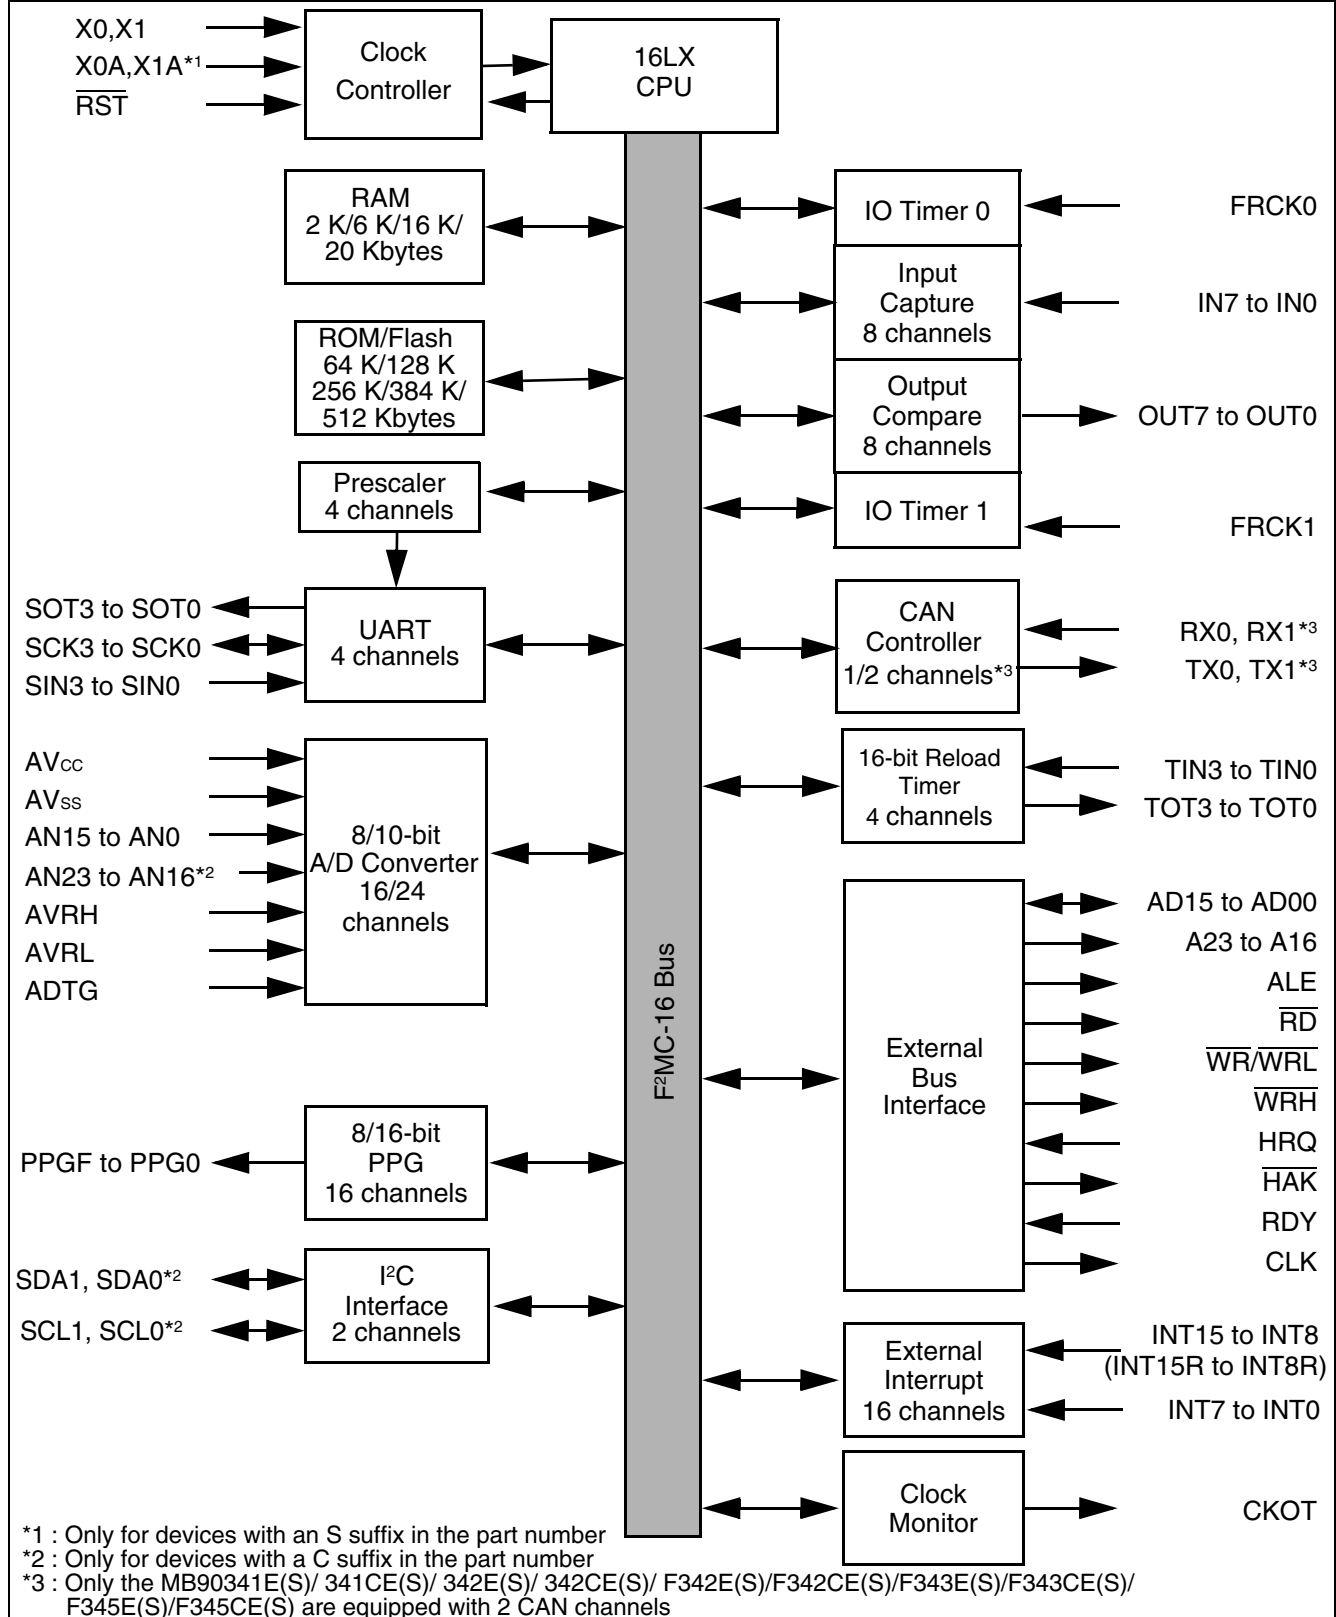 X0,X1
X0A,X1A*1
RST
Clock
Controller
16LX
CPU
RAM
2 K/6 K/16 K/
20 Kbytes
ROM/Flash
64 K/128 K
256 K/384 K/
512 Kbytes
Prescaler
4 channels
SOT3 to SOT0
SCK3 to SCK0
SIN3 to SIN0
UART
4 channels
AVCC
AVSS
AN15 to AN0
AN23 to AN16*2
AVRH
AVRL
ADTG
8/10-bit
A/D Converter
16/24
channels
PPGF to PPG0
8/16-bit
PPG
16 channels
SDA1, SDA0*2
SCL1, SCL0*2
I2C
Interface
2 channels
F2MC-16 Bus
IO Timer 0
FRCK0
Input
Capture
8 channels
IN7 to IN0
Output
Compare
8 channels
OUT7 to OUT0
IO Timer 1
FRCK1
CAN
Controller
1/2 channels*3
RX0, RX1*3
TX0, TX1*3
16-bit Reload
Timer
4 channels
TIN3 to TIN0
TOT3 to TOT0
External
Bus
Interface
AD15 to AD00
A23 to A16
ALE
RD
WR/WRL
WRH
HRQ
HAK
RDY
CLK
External
Interrupt
16 channels
INT15 to INT8
(INT15R to INT8R)
INT7 to INT0
Clock
Monitor
CKOT
*1 : Only for devices with an S suffix in the part number
*2 : Only for devices with a C suffix in the part number
*3 : Only the MB90341E(S)/ 341CE(S)/ 342E(S)/ 342CE(S)/ F342E(S)/F342CE(S)/F343E(S)/F343CE(S)/
F345E(S)/F345CE(S) are equipped with 2 CAN channels